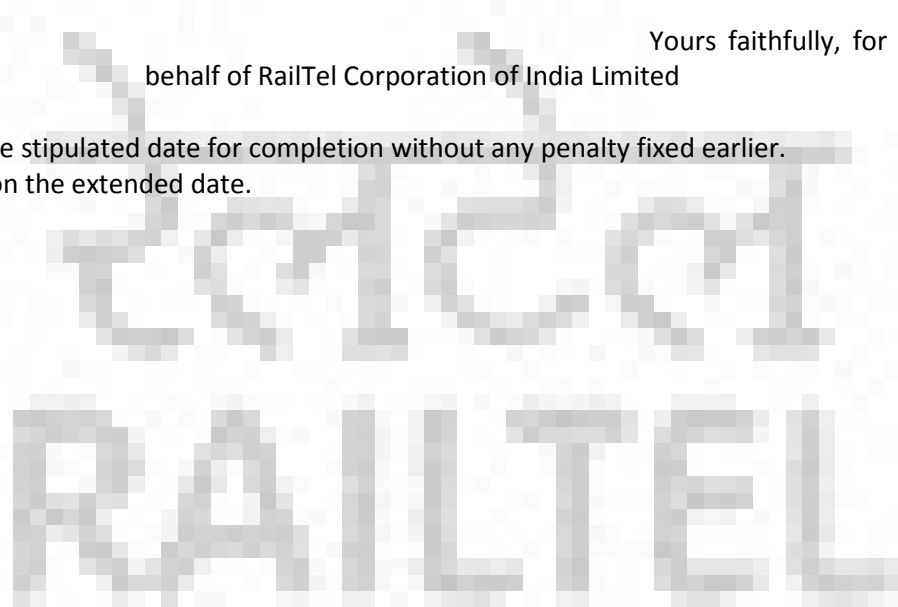 Yours faithfully, for
behalf of RailTel Corporation of India Limited
e stipulated date for completion without any penalty fixed earlier.
on the extended date.
रेलटेल
RAILTEL